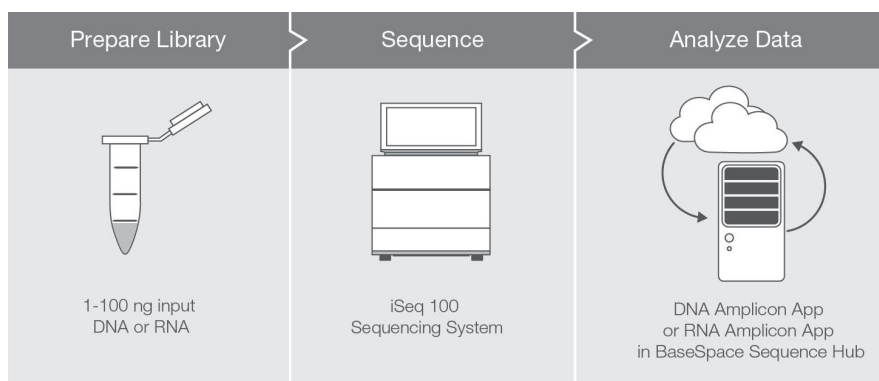 Prepare Library
Sequence
Analyze Data
1-100 ng input
DNA or RNA
iSeq 100
Sequencing System
DNA Amplicon App
or RNA Amplicon App
in BaseSpace Sequence Hub